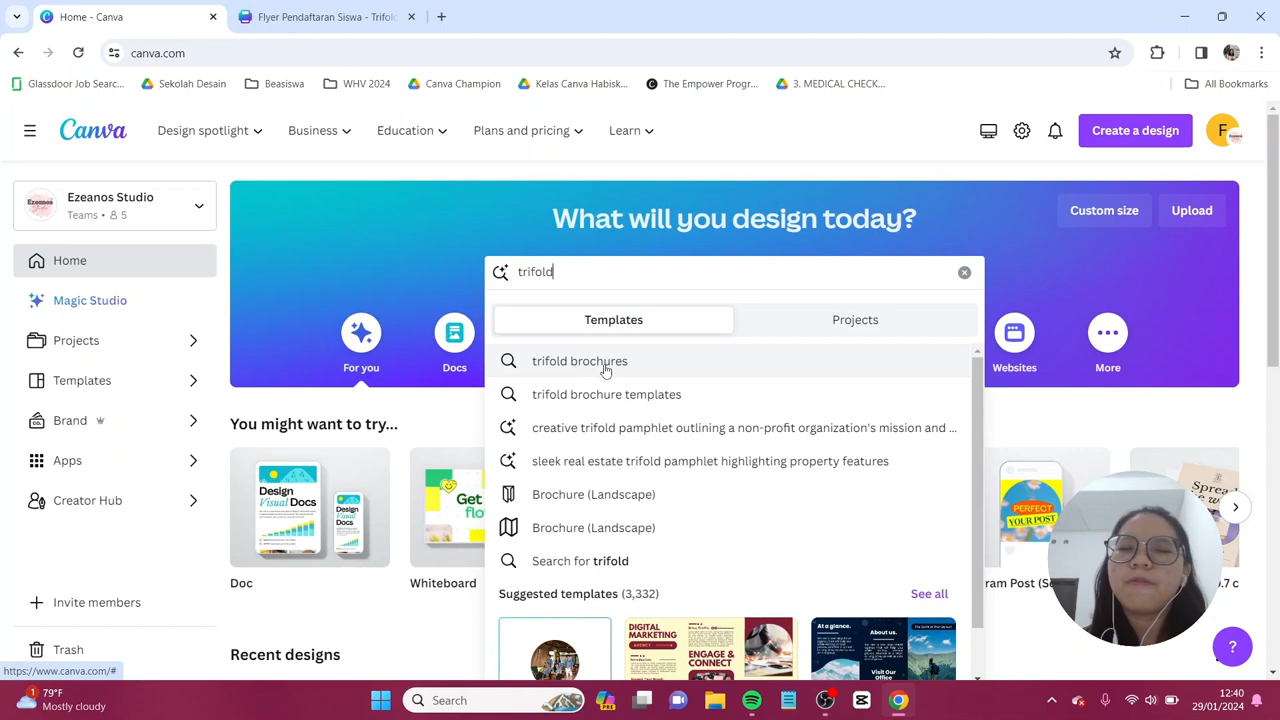 Home - Canva
Flyer Pendaftaran Siswa - Trifol
canva.com
Glassdoor Job Searc...
Sekolah Desain
Beasiswa
WHV 2024
Canva Champion
Kelas Canva Habisk...
The Empower Progr...
3. MEDICAL CHECK...
All Bookmarks
Canva
Design spotlight
Business
Education
Plans and pricing
Learn
Create a design
F
Ezeanos Studio
Teams • 5
Home
Magic Studio
Projects
Templates
Brand
Apps
Creator Hub
Invite members
Trash
What will you design today?
Custom size
Upload
trifold
Templates
Projects
For you
Docs
Websites
More
trifold brochures
trifold brochure templates
creative trifold pamphlet outlining a non-profit organization's mission and ...
sleek real estate trifold pamphlet highlighting property features
Brochure (Landscape)
Brochure (Landscape)
Search for trifold
Suggested templates (3,332)
See all
DIGITAL MARKETING
ENGAGE & CONNECT
At a glance.
About us.
Visit Our Office
You might want to try...
Design Visual Docs
Get
flo
PERFECT YOUR POST
Doc
Whiteboard
Recent designs
https://www.canva.com/#
79°F
Mostly cloudy
Search
12:40
29/01/2024